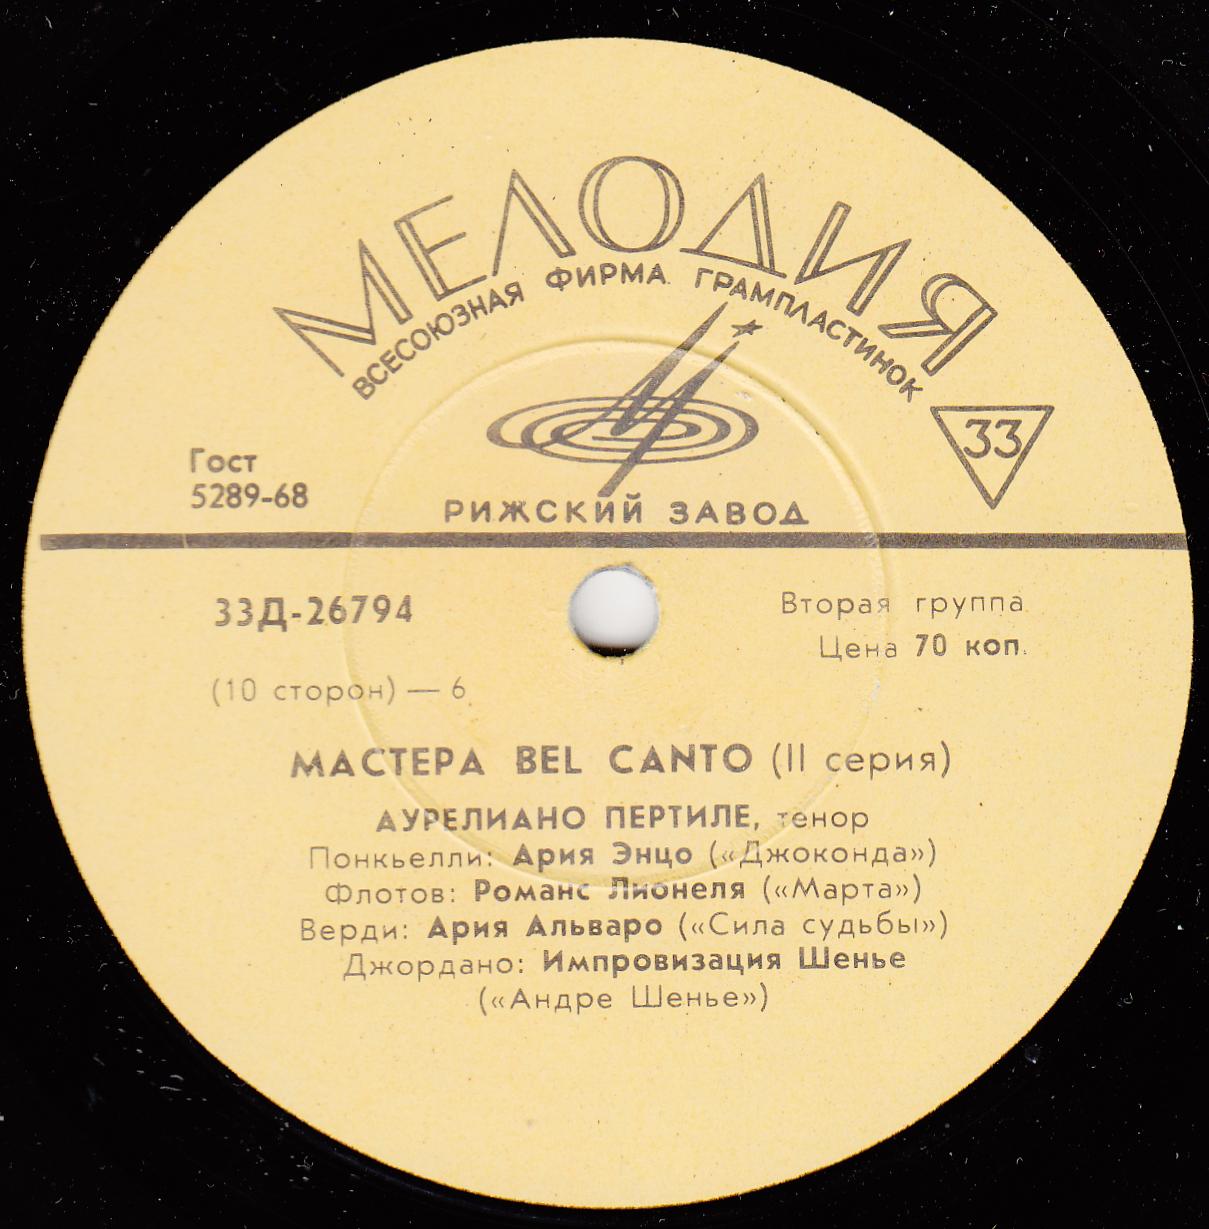 МЕЛОДИЯ
ВСЕСОЮЗНАЯ ФИРМА ГРАМПЛАСТИНОК
33
Гост
5289-68
РИЖСКИЙ ЗАВОД
33Д-26794
Вторая группа
Цена 70 коп.
(10 сторон) — 6
МАСТЕРА BEL CANTO (II серия)
АУРЕЛИАНО ПЕРТИЛЕ, тенор
Понкьелли: Ария Энцо («Джоконда»)
Флотов: Романс Лионеля («Марта»)
Верди: Ария Альваро («Сила судьбы»)
Джордано: Импровизация Шенье
(«Андре Шенье»)